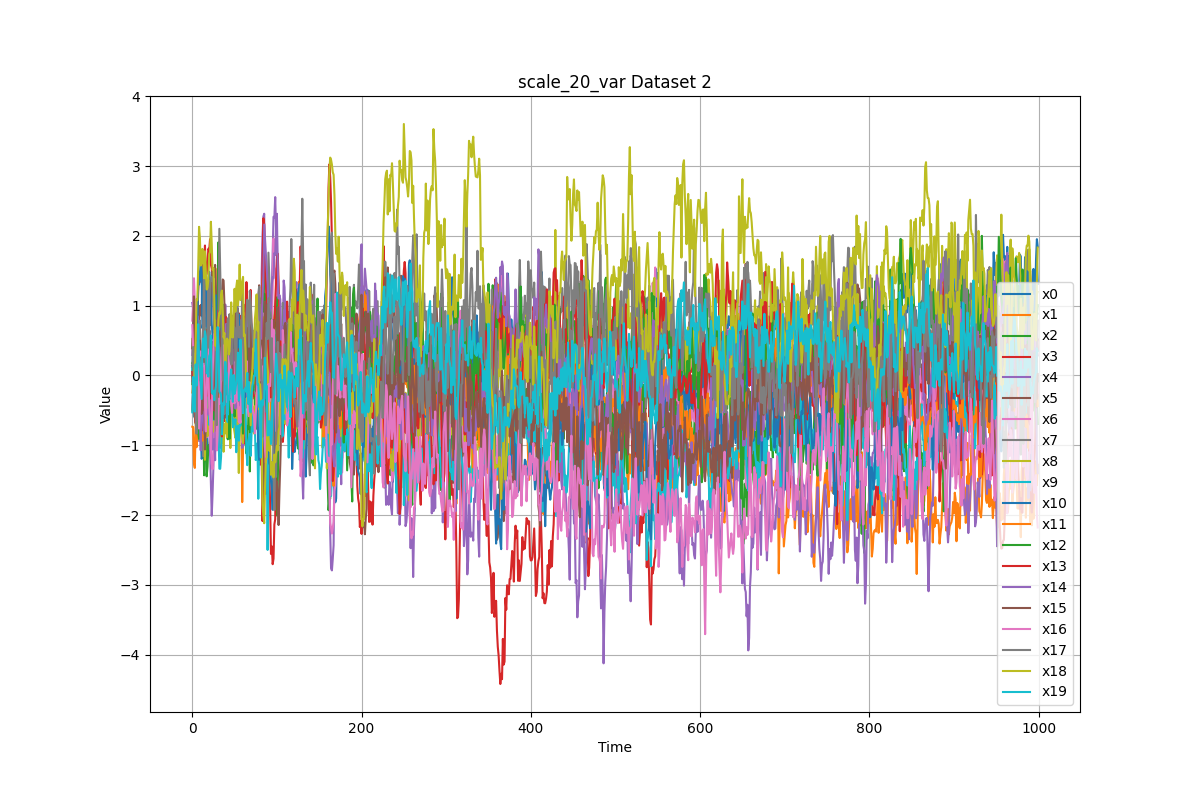 scale_20_var Dataset 2
Value
4
3
2
1
0
−1
−2
−3
−4
x0
x1
x2
x3
x4
x5
x6
x7
x8
x9
x10
x11
x12
x13
x14
x15
x16
x17
x18
x19
0 200 400 600 800 1000
Time